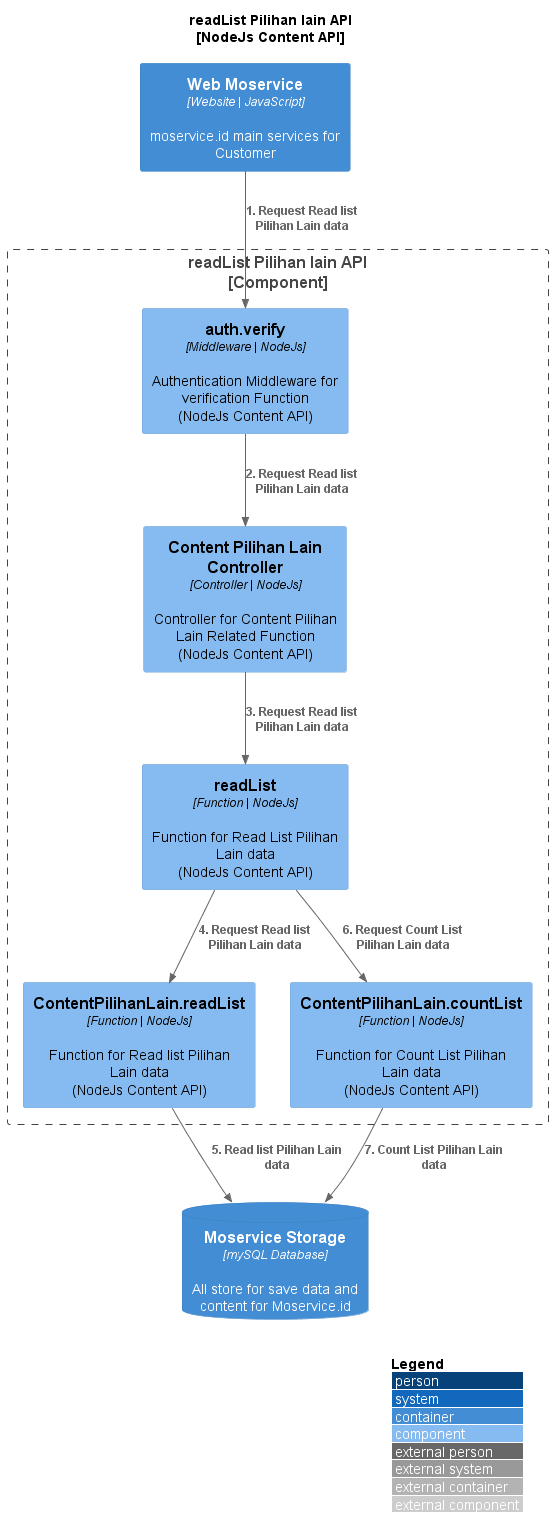 readList Pilihan lain API
[NodeJs Content API]
Web Moservice
[Website | JavaScript]
moservice.id main services for
Customer
1. Request Read list
Pilihan Lain data
readList Pilihan lain API
[Component]
auth.verify
[Middleware | NodeJs]
Authentication Middleware for
verification Function
(NodeJs Content API)
2. Request Read list
Pilihan Lain data
Content Pilihan Lain
Controller
[Controller | NodeJs]
Controller for Content Pilihan
Lain Related Function
(NodeJs Content API)
3. Request Read list
Pilihan Lain data
readList
[Function | NodeJs]
Function for Read List Pilihan
Lain data
(NodeJs Content API)
4. Request Read list
Pilihan Lain data
6. Request Count List
Pilihan Lain data
ContentPilihanLain.readList
[Function | NodeJs]
Function for Read list Pilihan
Lain data
(NodeJs Content API)
ContentPilihanLain.countList
[Function | NodeJs]
Function for Count List Pilihan
Lain data
(NodeJs Content API)
5. Read list Pilihan Lain
data
7. Count List Pilihan Lain
data
Moservice Storage
[mySQL Database]
All store for save data and
content for Moservice.id
Legend
person
system
container
component
external person
external system
external container
external component